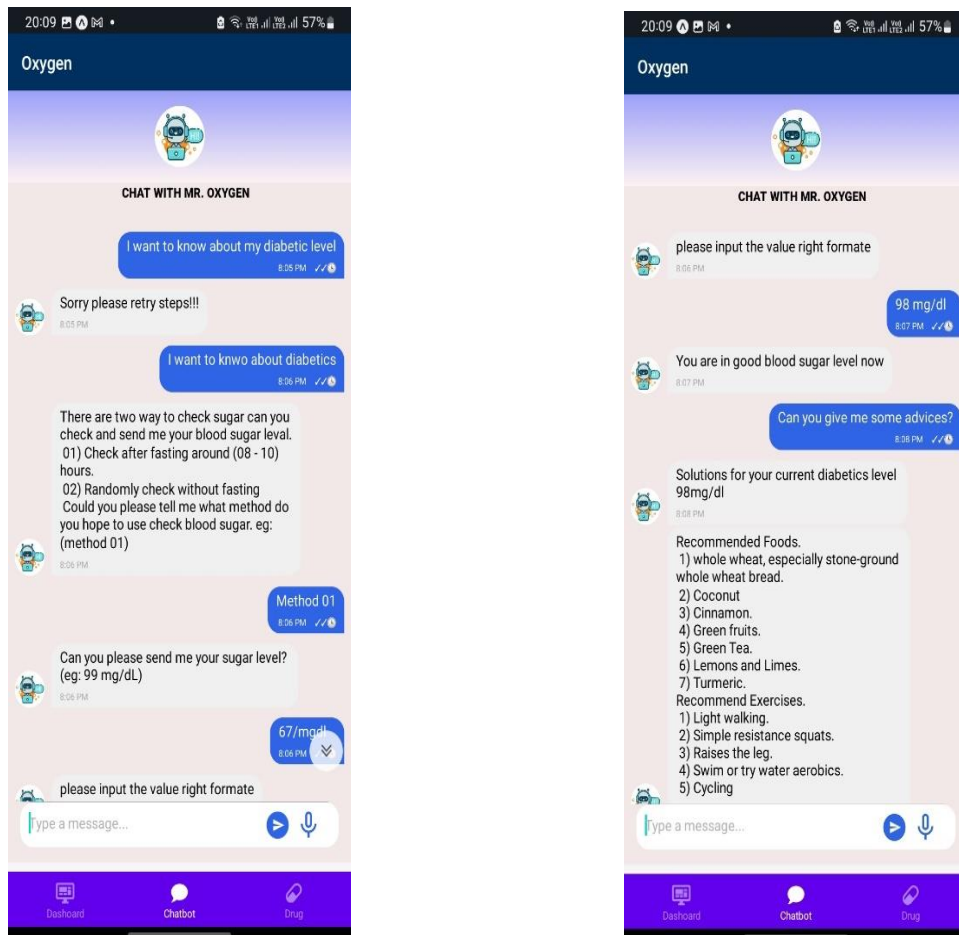 20:09 57%
Oxygen
CHAT WITH MR. OXYGEN
I want to know about my diabetic level
8:05 PM
Sorry please retry steps!!!
8:05 PM
I want to knwo about diabetics
8:06 PM
There are two way to check sugar can you
check and send me your blood sugar leval.
01) Check after fasting around (08 - 10)
hours.
02) Randomly check without fasting
Could you please tell me what method do
you hope to use check blood sugar. eg:
(method 01)
8:06 PM
Method 01
8:06 PM
Can you please send me your sugar level?
(eg: 99 mg/dL)
8:06 PM
67/mgdl
8:06 PM
please input the value right formate
Type a message...
Dashoard Chatbot Drug
20:09 57%
Oxygen
CHAT WITH MR. OXYGEN
please input the value right formate
8:06 PM
98 mg/dl
8:07 PM
You are in good blood sugar level now
8:07 PM
Can you give me some advices?
8:08 PM
Solutions for your current diabetics level
98mg/dl
8:08 PM
Recommended Foods.
1) whole wheat, especially stone-ground
whole wheat bread.
2) Coconut
3) Cinnamon.
4) Green fruits.
5) Green Tea.
6) Lemons and Limes.
7) Turmeric.
Recommend Exercises.
1) Light walking.
2) Simple resistance squats.
3) Raises the leg.
4) Swim or try water aerobics.
5) Cycling
Type a message...
Dashoard Chatbot Drug